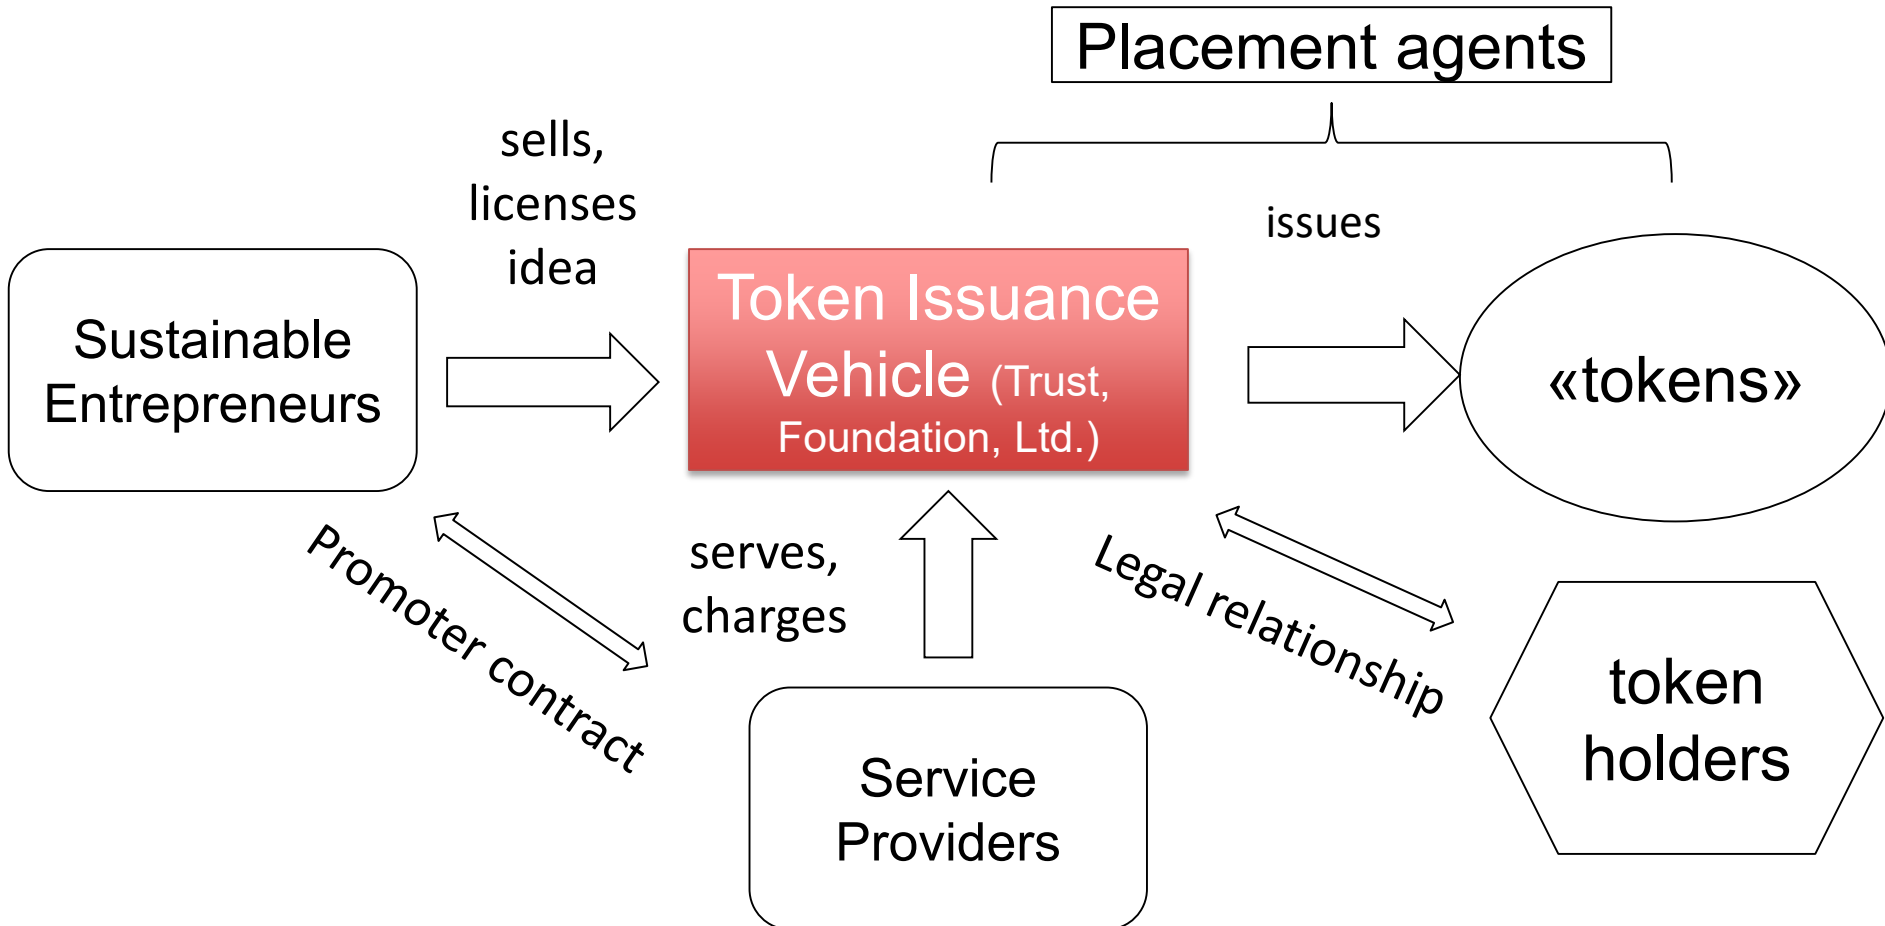 Placement agents
sells,
licenses
idea
issues
Sustainable
Entrepreneurs
Token Issuance
Vehicle (Trust,
Foundation, Ltd.)
«tokens»
Promoter contract
serves,
charges
Legal relationship
token
holders
Service
Providers